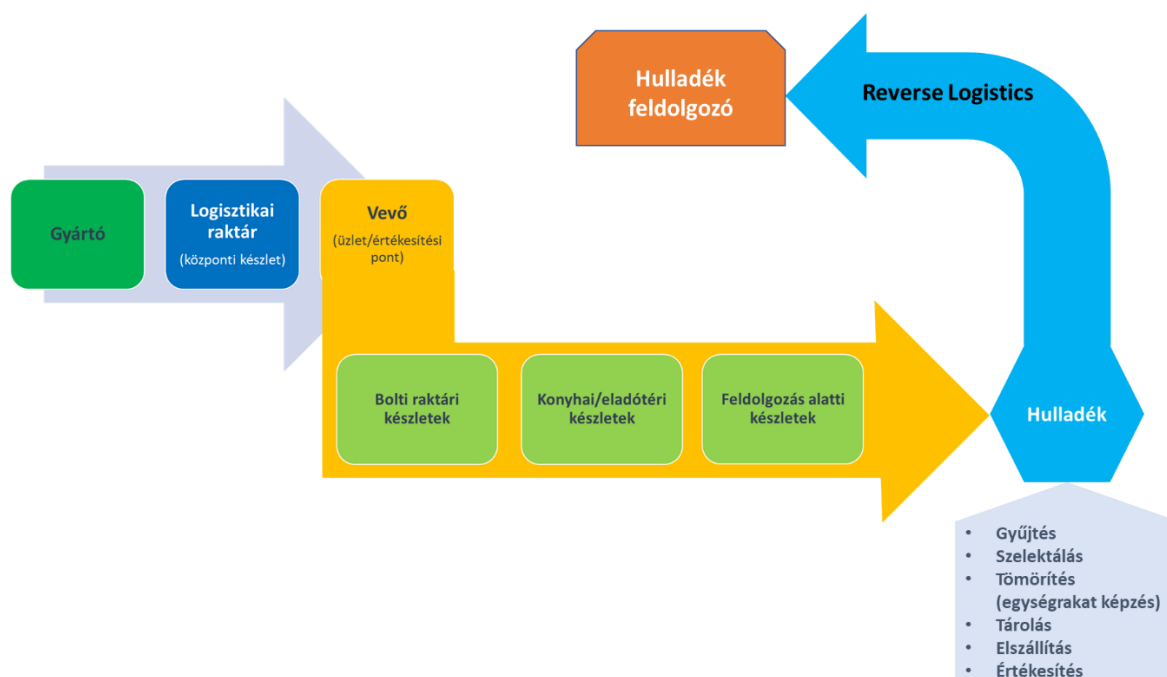 Hulladék
feldolgozó
Reverse Logistics
Gyártó
Logisztikai
raktár
(központi készlet)
Vevő
(üzlet/értékesítési
pont)
Bolti raktári
készletek
Konyhai/eladótéri
készletek
Feldolgozás alatti
készletek
Hulladék
• Gyűjtés
• Szelektálás
• Tömörítés
(egységrakat képzés)
• Tárolás
• Elszállítás
• Értékesítés